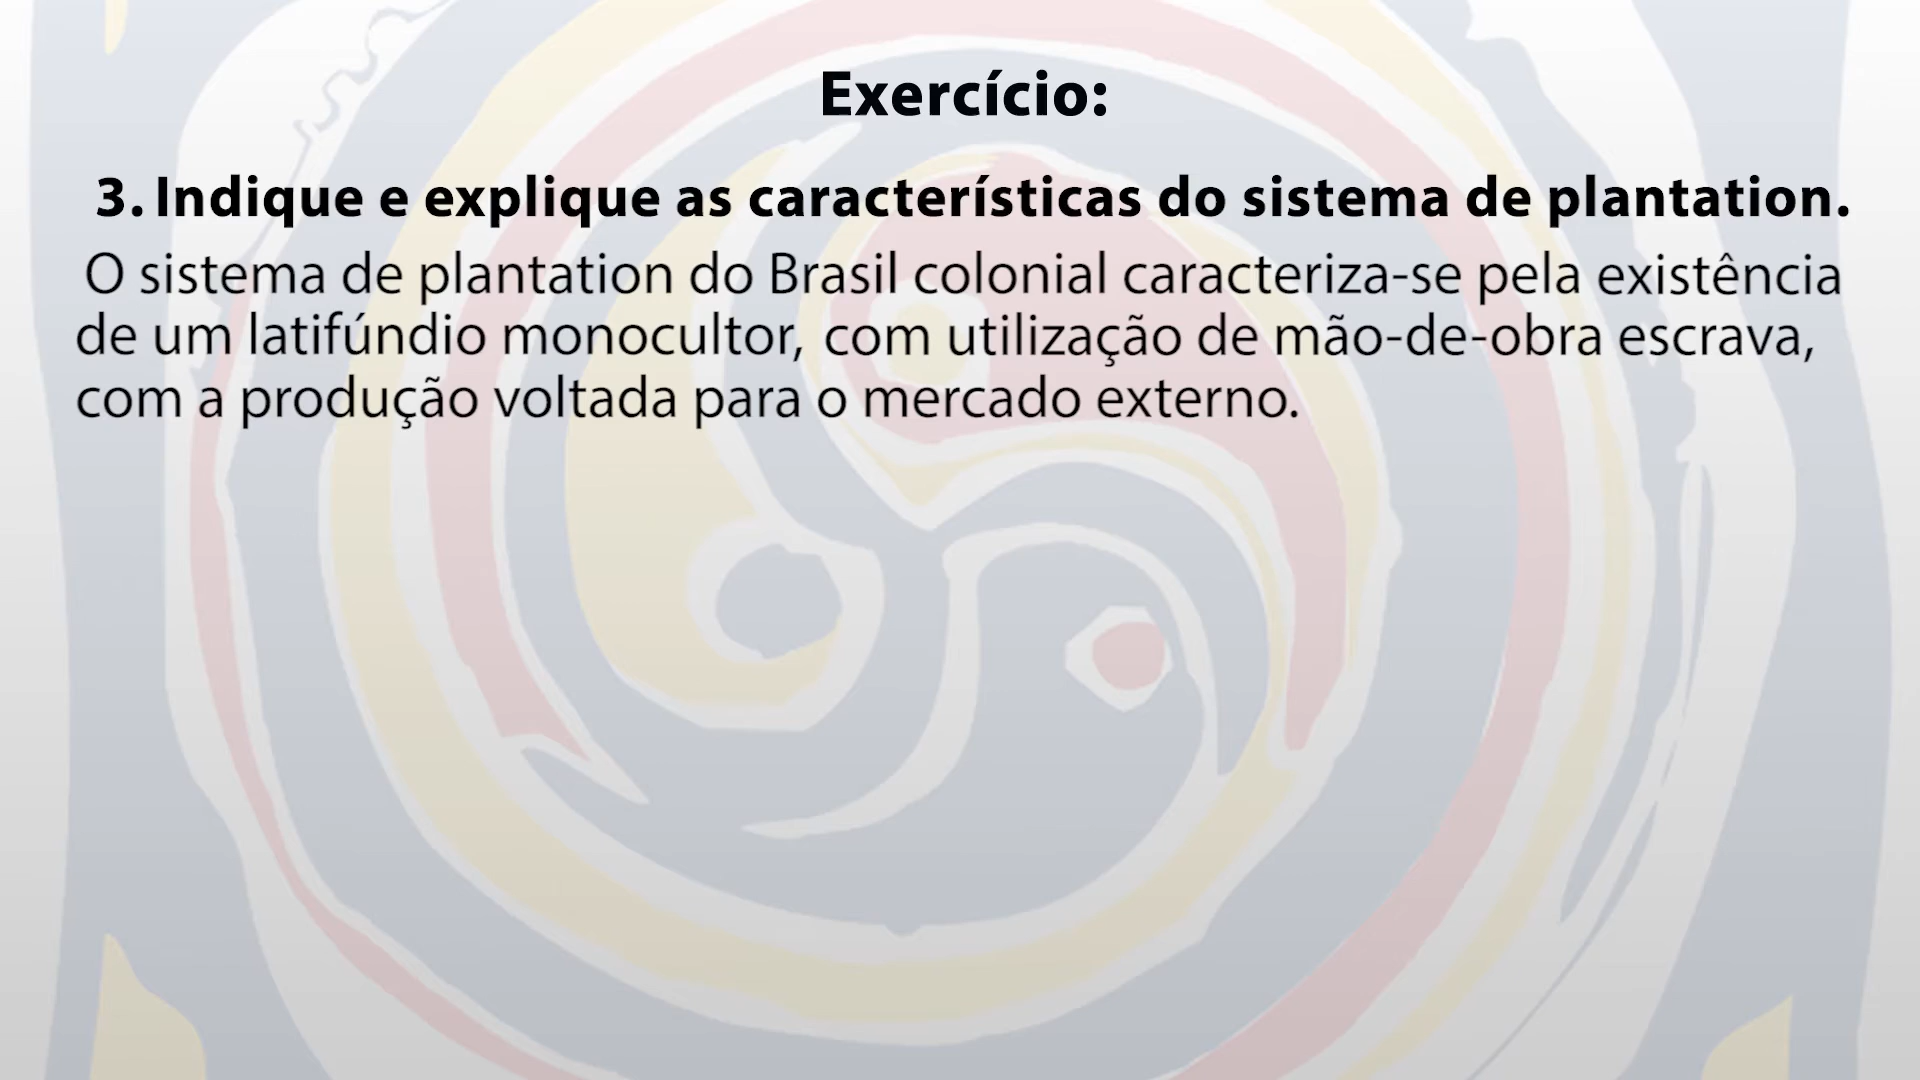 Exercício:
3. Indique e explique as características do sistema de plantation.
O sistema de plantation do Brasil colonial caracteriza-se pela existência
de um latifúndio monocultor, com utilização de mão-de-obra escrava,
com a produção voltada para o mercado externo.